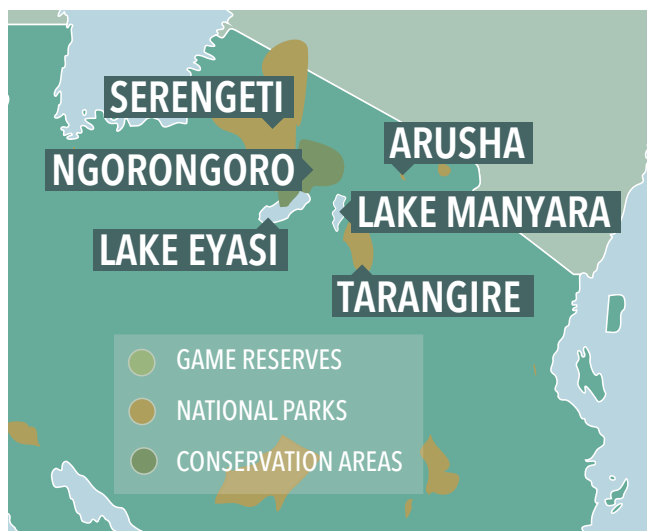 SERENGETI
ARUSHA
NGORONGORO
LAKE MANYARA
LAKE EYASI
TARANGIRE
GAME RESERVES
NATIONAL PARKS
CONSERVATION AREAS